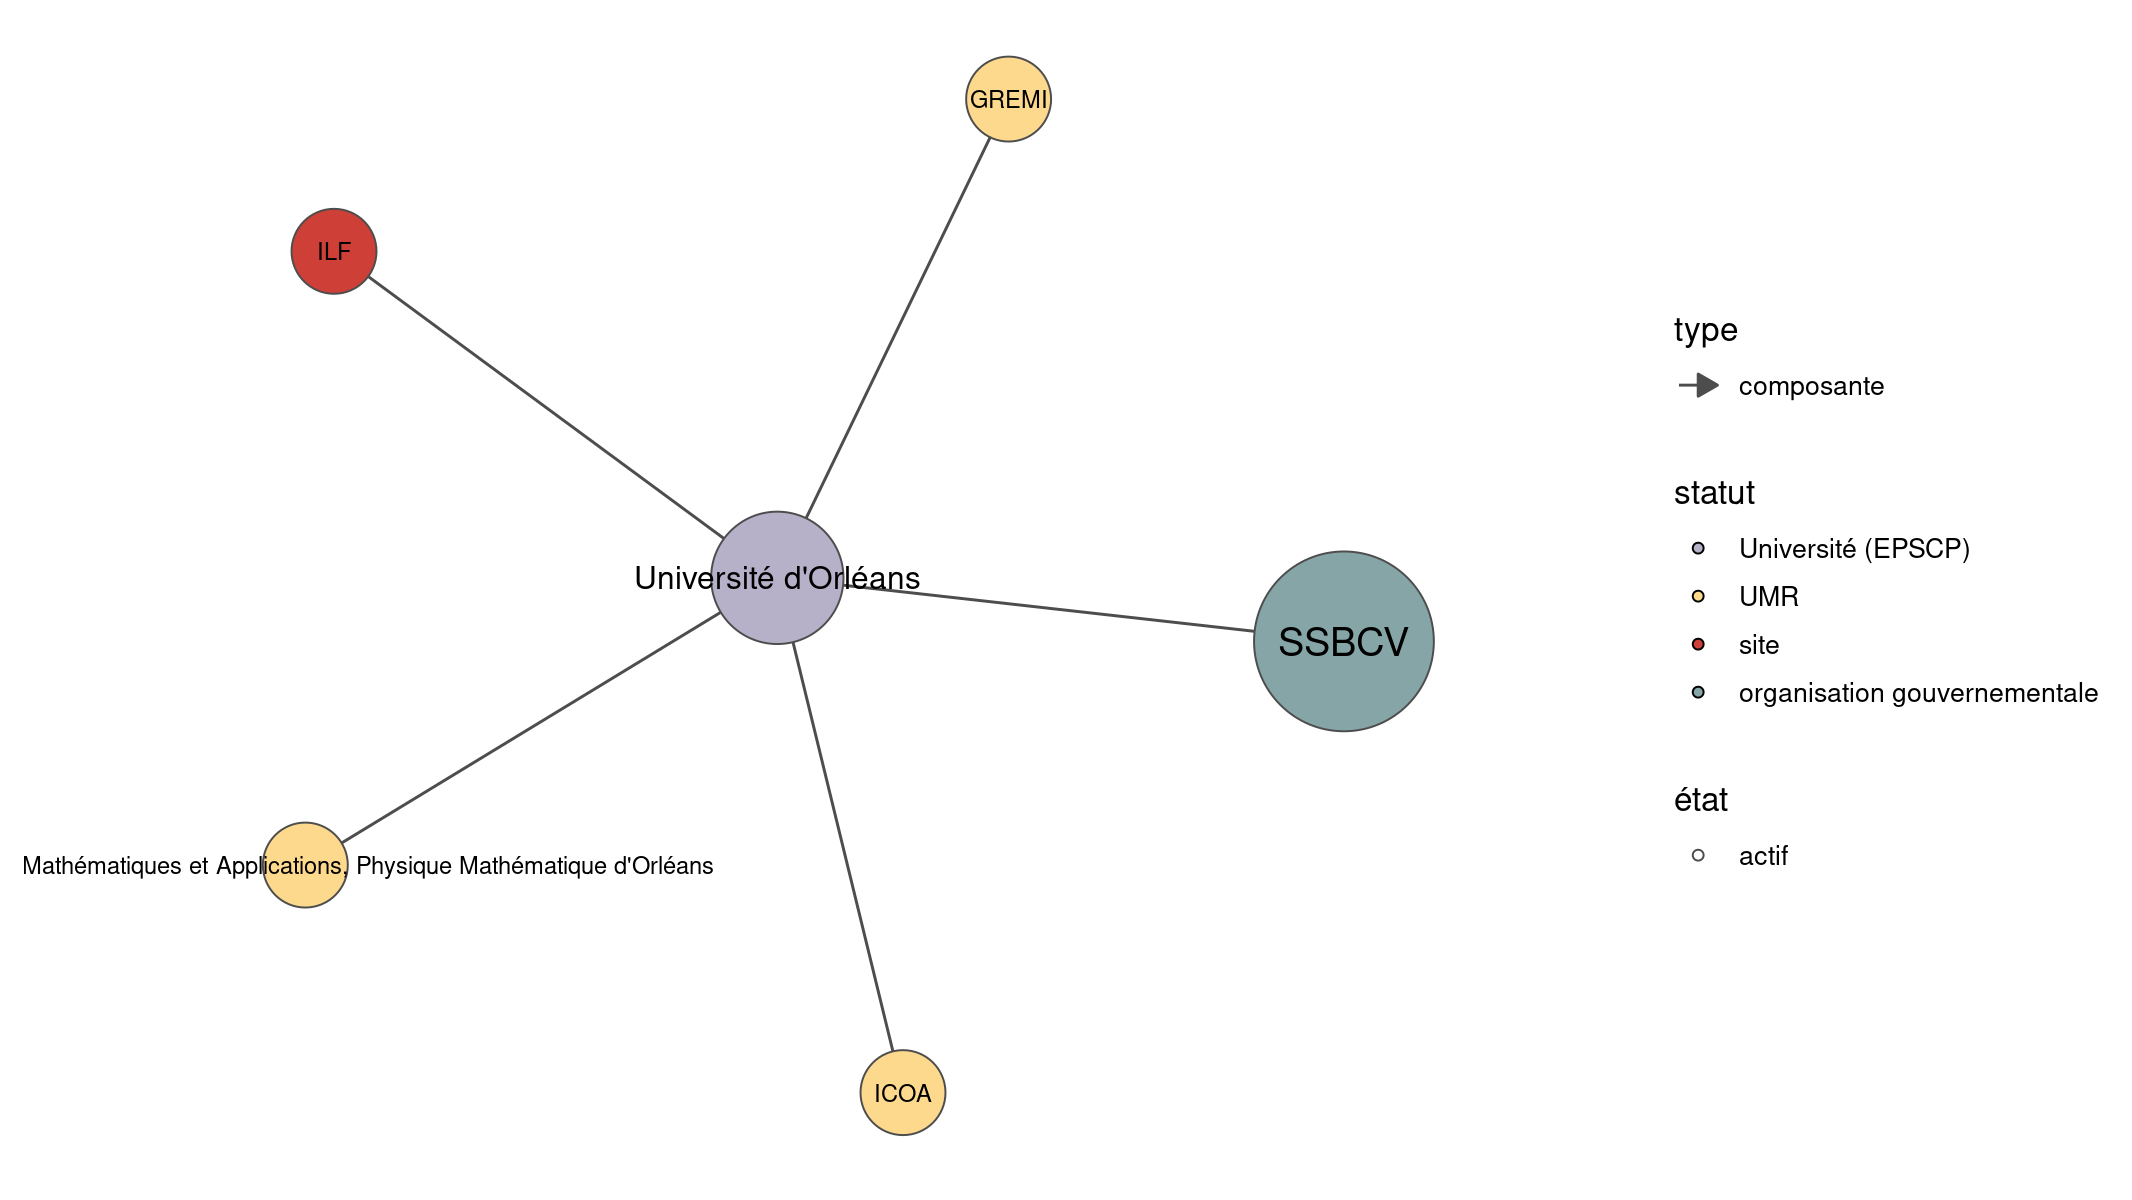 GREMI
ILF
Université d'Orléans
SSBCV
Mathématiques et Applications, Physique Mathématique d'Orléans
ICOA
type
composante
statut
Université (EPSCP)
UMR
site
organisation gouvernementale
état
actif